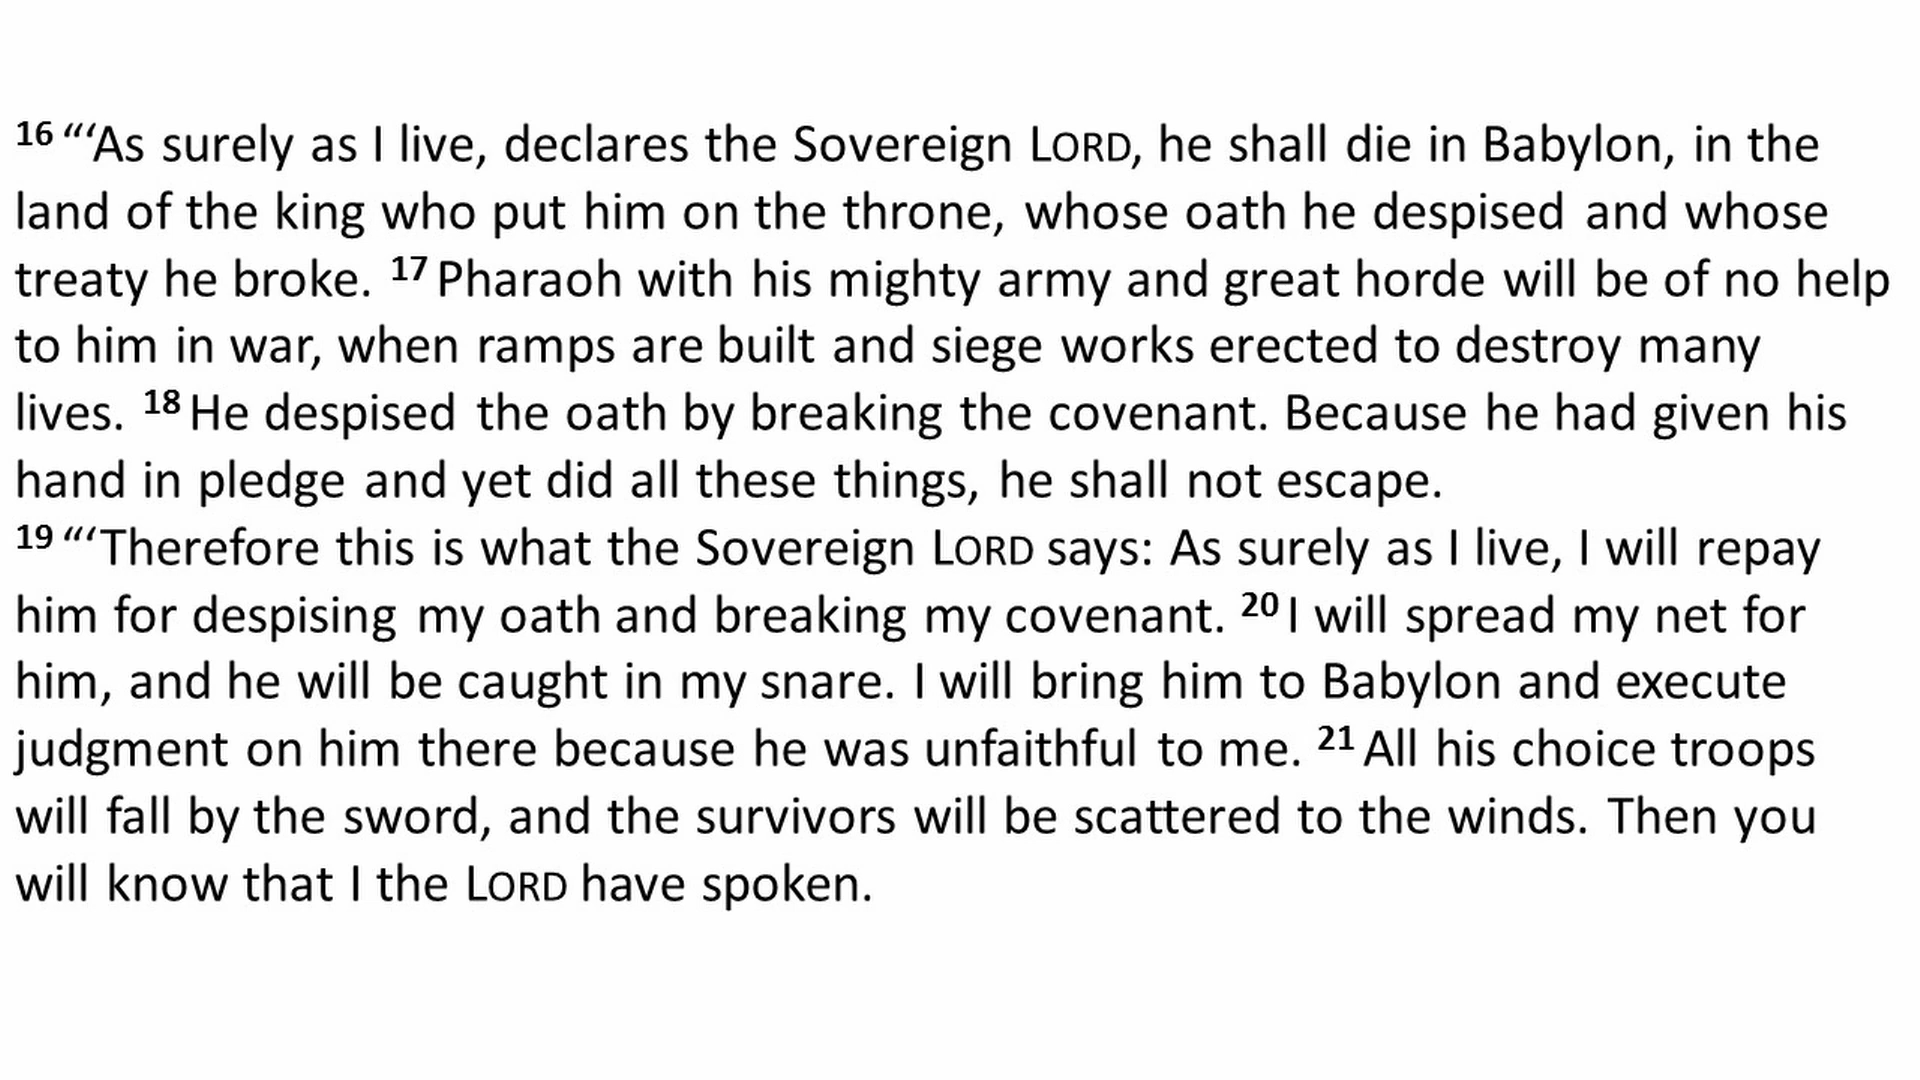 16 “‘As surely as I live, declares the Sovereign LORD, he shall die in Babylon, in the
land of the king who put him on the throne, whose oath he despised and whose
treaty he broke. 17 Pharaoh with his mighty army and great horde will be of no help
to him in war, when ramps are built and siege works erected to destroy many
lives. 18 He despised the oath by breaking the covenant. Because he had given his
hand in pledge and yet did all these things, he shall not escape.
19 “‘Therefore this is what the Sovereign LORD says: As surely as I live, I will repay
him for despising my oath and breaking my covenant. 20 I will spread my net for
him, and he will be caught in my snare. I will bring him to Babylon and execute
judgment on him there because he was unfaithful to me. 21 All his choice troops
will fall by the sword, and the survivors will be scattered to the winds. Then you
will know that I the LORD have spoken.